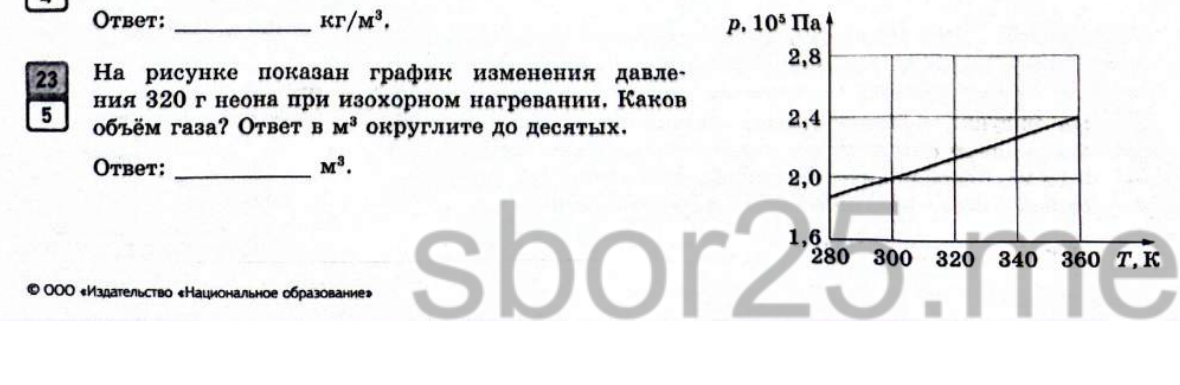 Ответ: ____________ кг/м³.
23
На рисунке показан график изменения давле-
ния 320 г неона при изохорном нагревании. Каков
5
объём газа? Ответ в м³ округлите до десятых.
Ответ: ____________ м³.
© ООО «Издательство «Национальное образование»
p, 10⁵ Па
2,8
2,4
2,0
1,6
280 300 320 340 360 T, К
sbor25.me